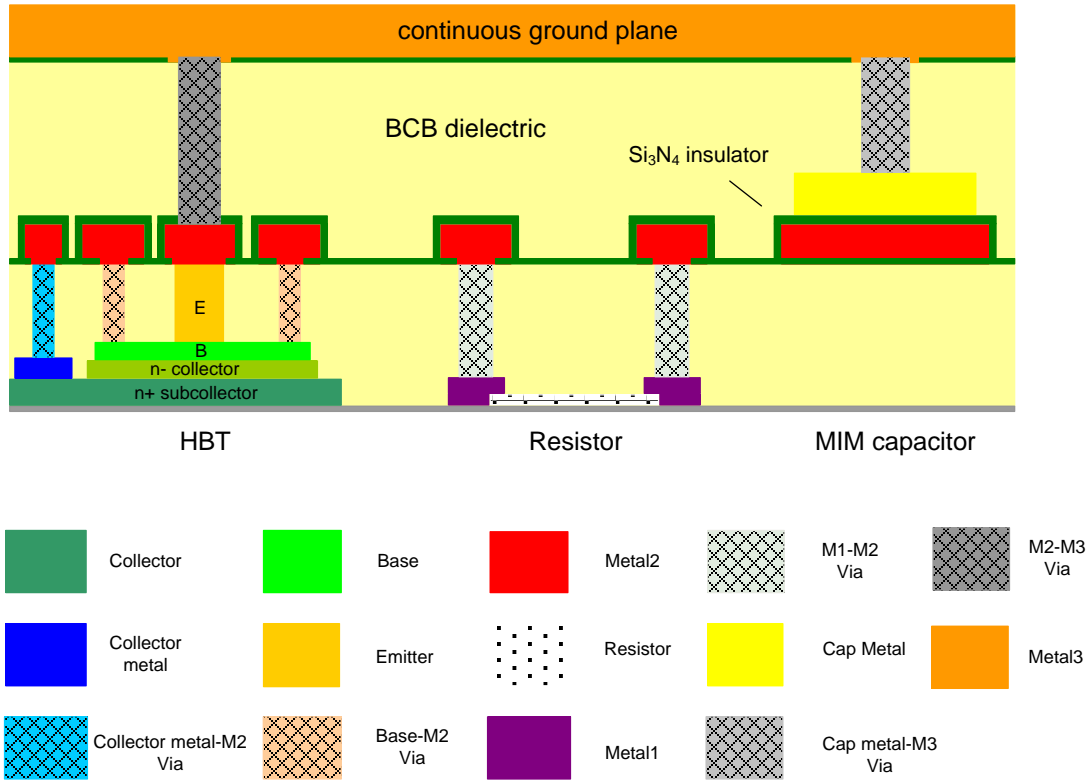 continuous ground plane
BCB dielectric
Si₃N₄ insulator
E
B
n- collector
n+ subcollector
HBT
Resistor
MIM capacitor
Collector
Base
Metal2
M1-M2
Via
M2-M3
Via
Collector
metal
Emitter
Resistor
Cap Metal
Metal3
Collector metal-M2
Via
Base-M2
Via
Metal1
Cap metal-M3
Via